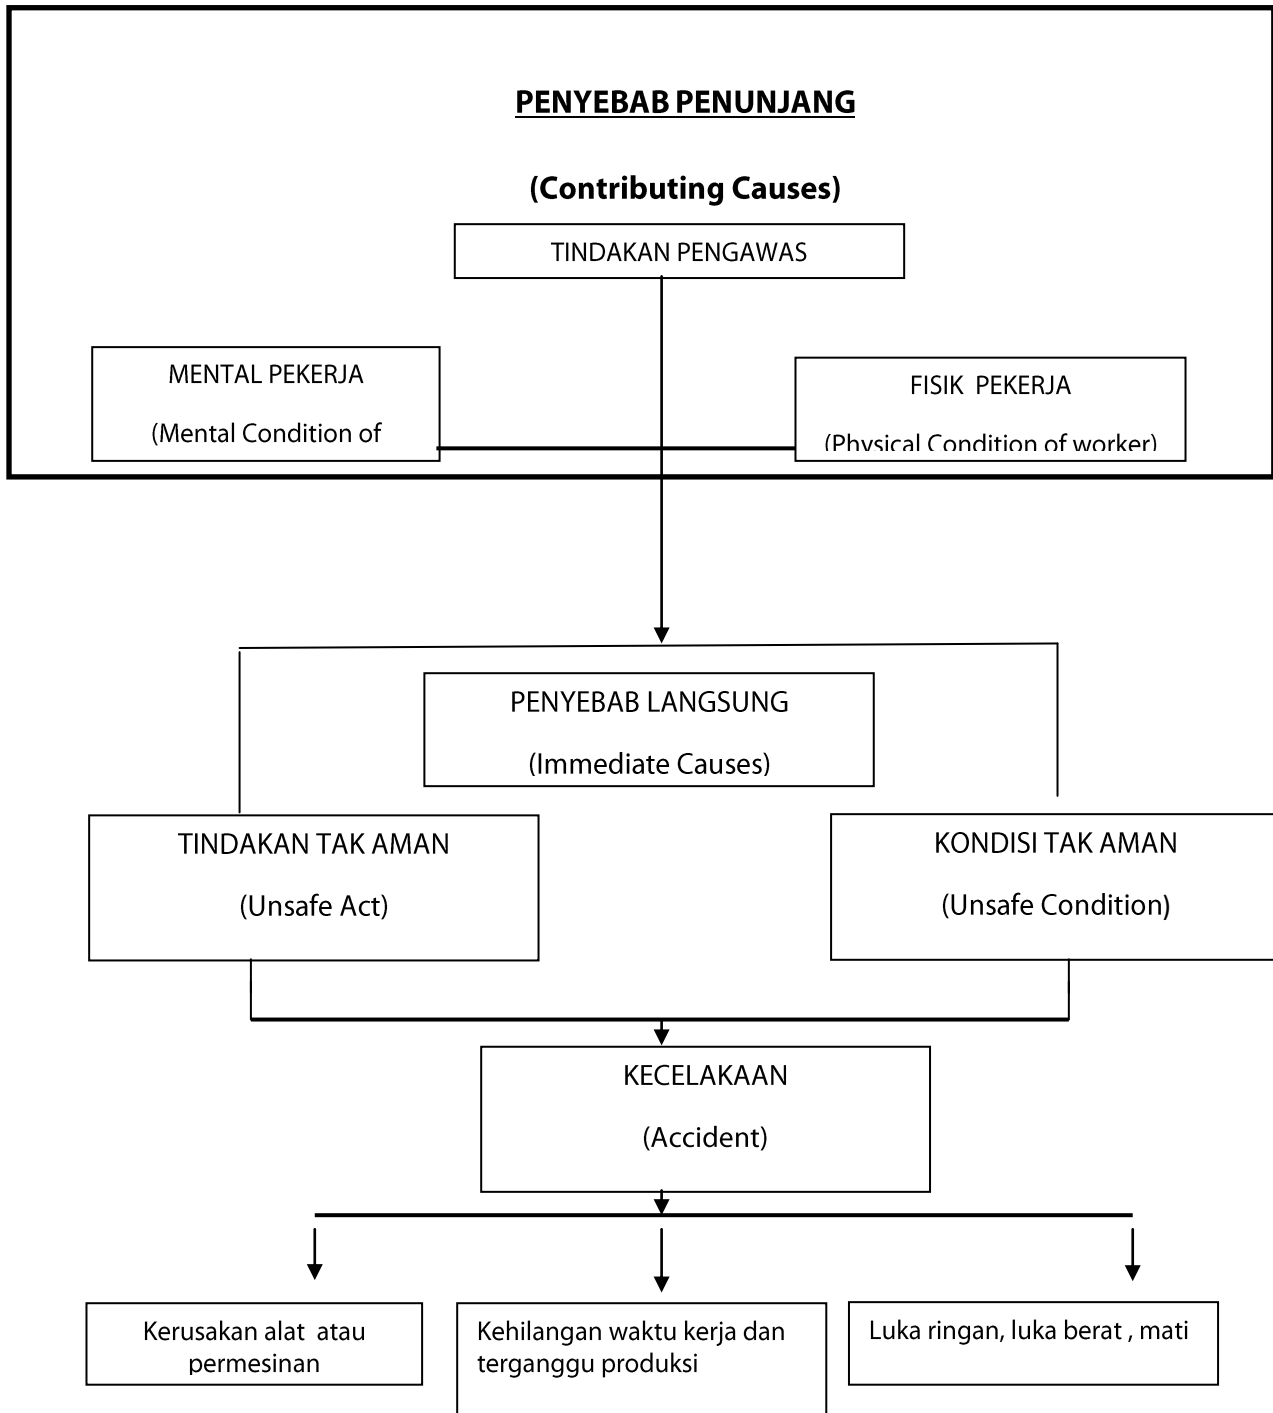 PENYEBAB PENUNJANG
(Contributing Causes)
TINDAKAN PENGAWAS
MENTAL PEKERJA
(Mental Condition of
FISIK PEKERJA
(Physical Condition of worker)
PENYEBAB LANGSUNG
(Immediate Causes)
TINDAKAN TAK AMAN
(Unsafe Act)
KONDISI TAK AMAN
(Unsafe Condition)
KECELAKAAN
(Accident)
Kerusakan alat atau
permesinan
Kehilangan waktu kerja dan
terganggu produksi
Luka ringan, luka berat , mati